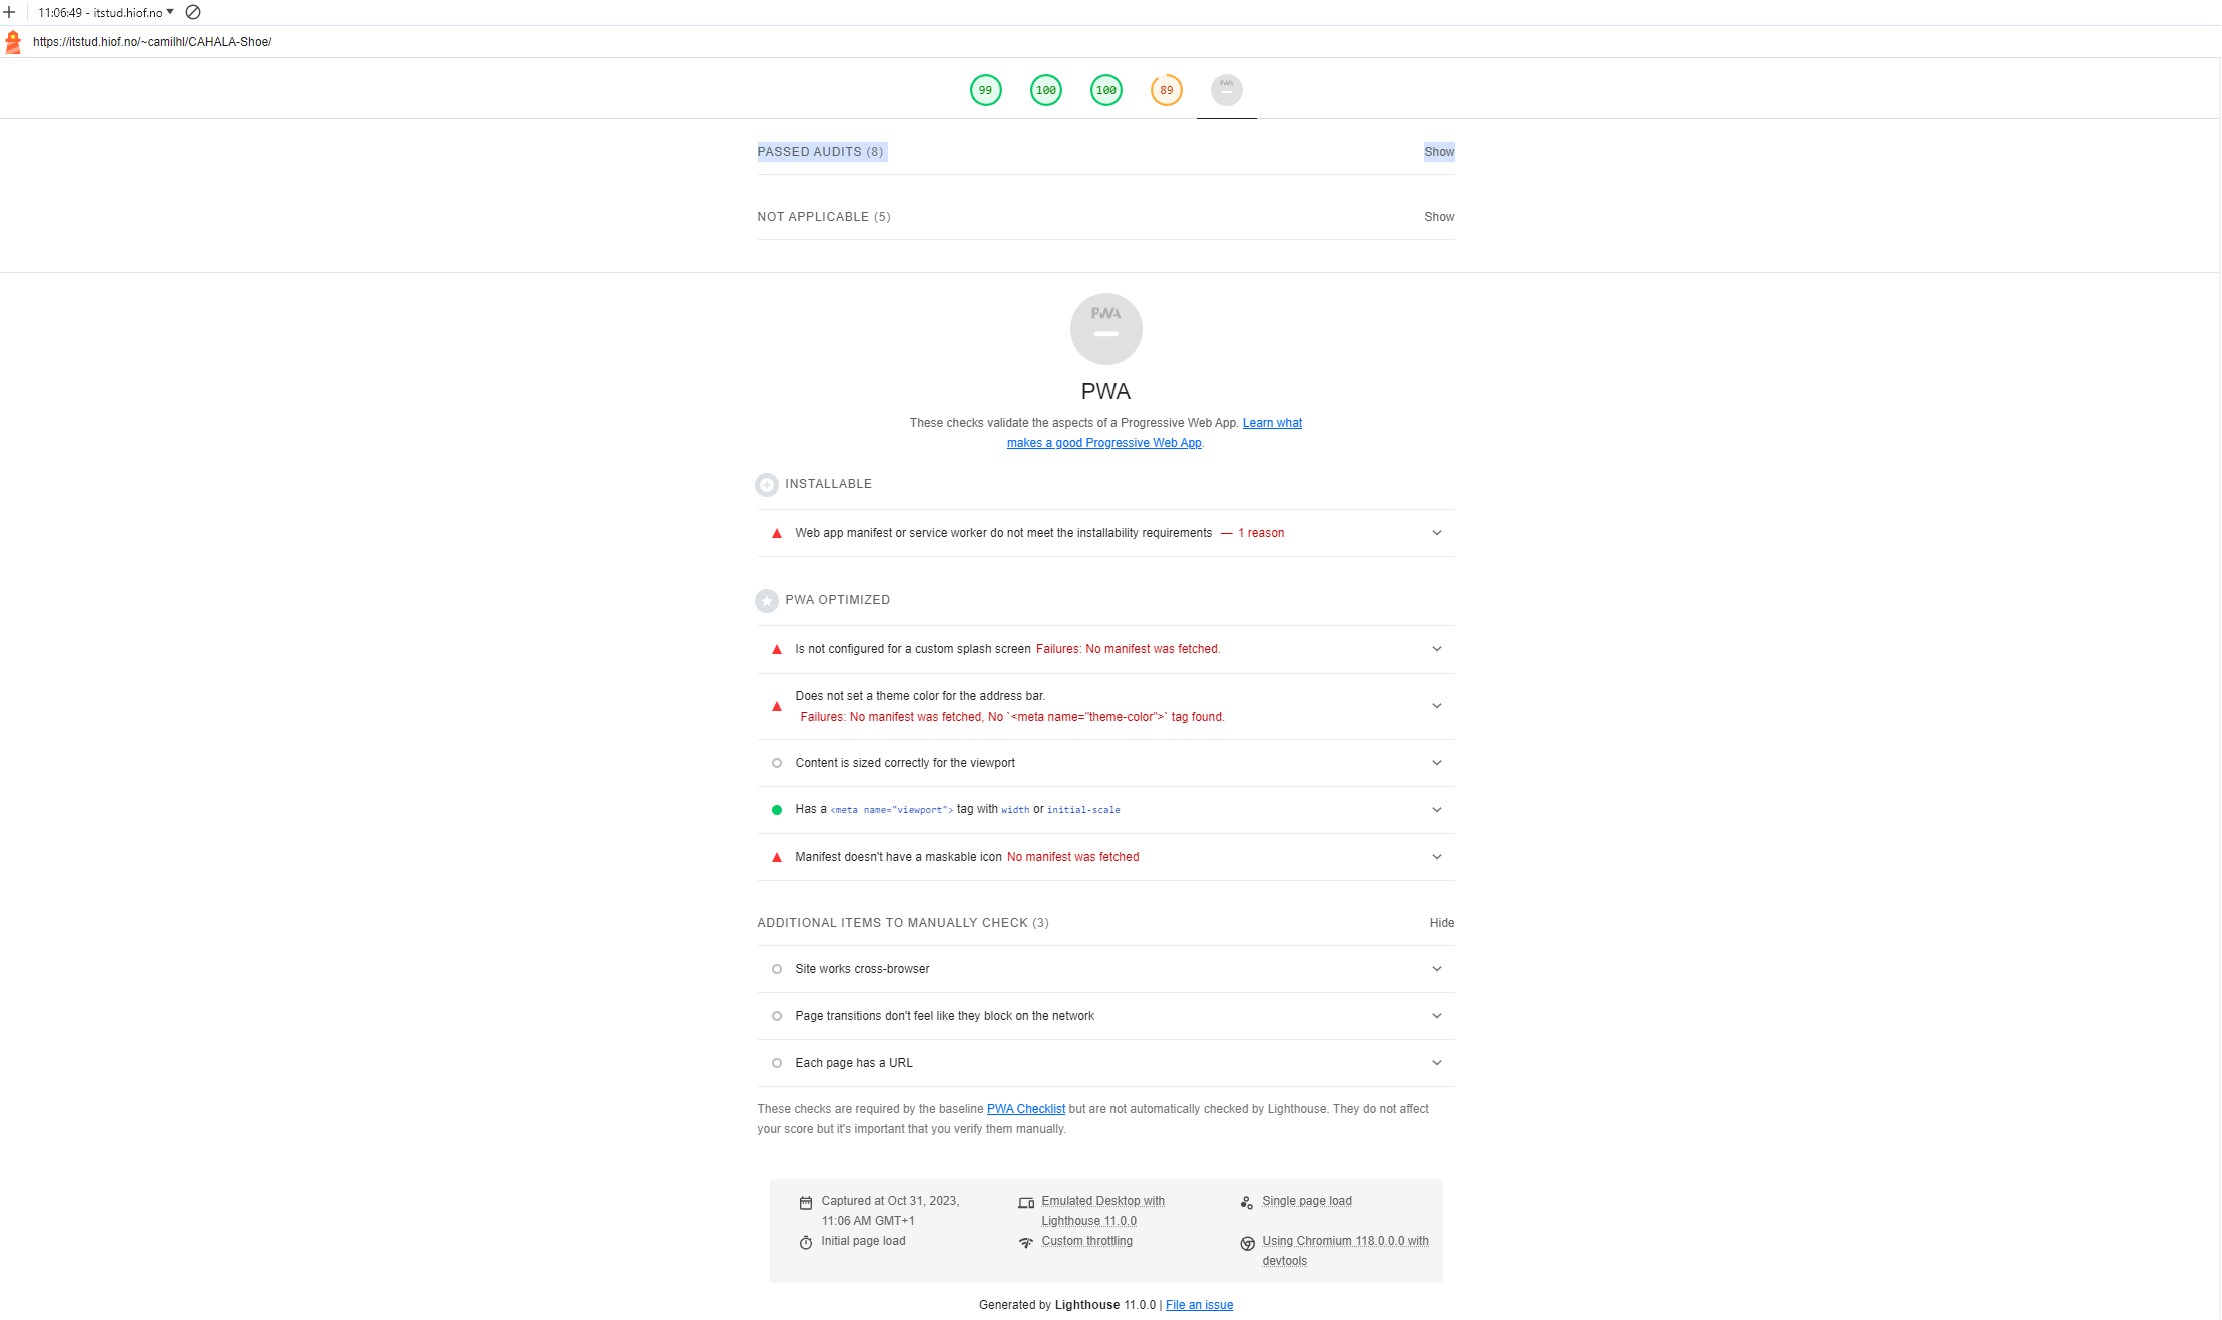 11:06:49 - itstud.hiof.no
https://itstud.hiof.no/~camilhl/CAHALA-Shoe/
99 100 100 89 PWA
PASSED AUDITS (8) Show
NOT APPLICABLE (5) Show
PWA
PWA
These checks validate the aspects of a Progressive Web App. Learn what
makes a good Progressive Web App.
INSTALLABLE
Web app manifest or service worker do not meet the installability requirements — 1 reason
PWA OPTIMIZED
Is not configured for a custom splash screen Failures: No manifest was fetched.
Does not set a theme color for the address bar.
Failures: No manifest was fetched, No `<meta name="theme-color">` tag found.
Content is sized correctly for the viewport
Has a <meta name="viewport"> tag with width or initial-scale
Manifest doesn't have a maskable icon No manifest was fetched
ADDITIONAL ITEMS TO MANUALLY CHECK (3) Hide
Site works cross-browser
Page transitions don't feel like they block on the network
Each page has a URL
These checks are required by the baseline PWA Checklist but are not automatically checked by Lighthouse. They do not affect
your score but it's important that you verify them manually.
Captured at Oct 31, 2023,
11:06 AM GMT+1
Initial page load
Emulated Desktop with
Lighthouse 11.0.0
Custom throttling
Single page load
Using Chromium 118.0.0.0 with
devtools
Generated by Lighthouse 11.0.0 | File an issue